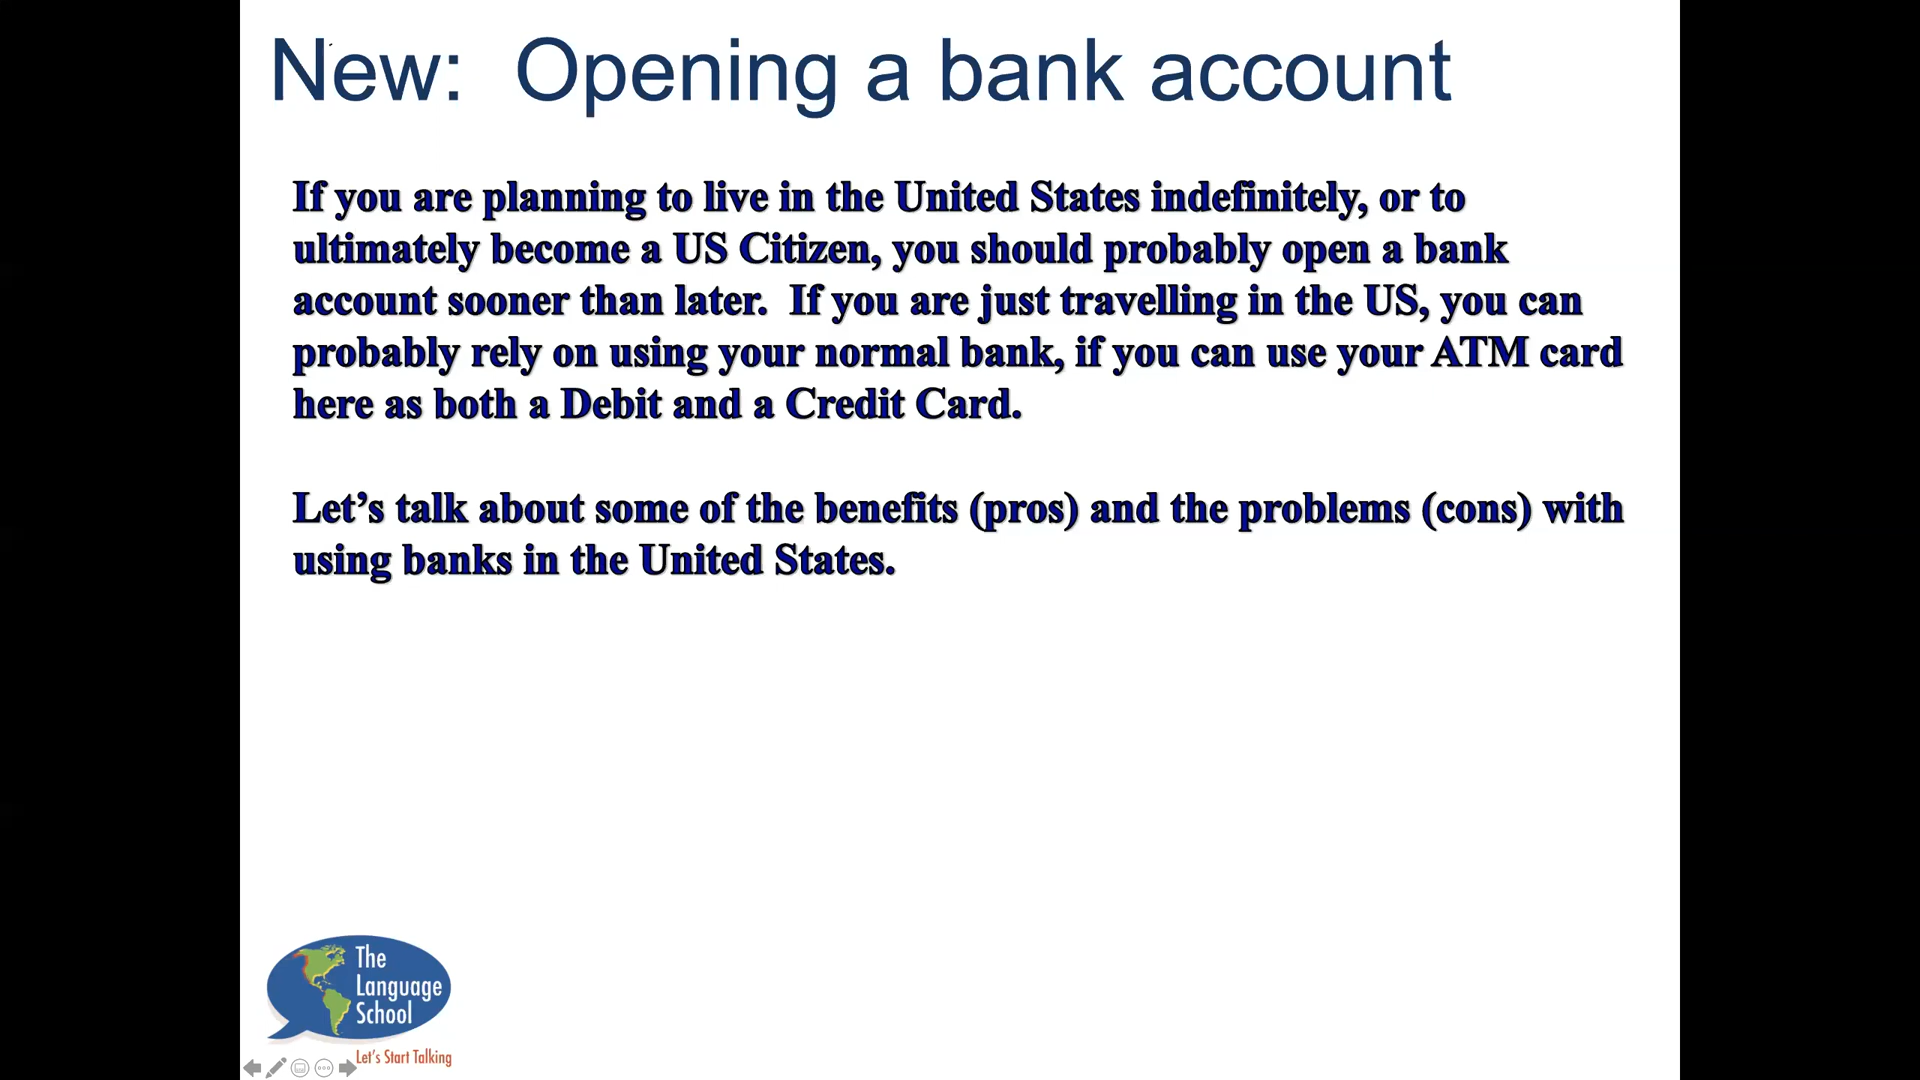 New:  Opening a bank account
If you are planning to live in the United States indefinitely, or to
ultimately become a US Citizen, you should probably open a bank
account sooner than later.  If you are just travelling in the US, you can
probably rely on using your normal bank, if you can use your ATM card
here as both a Debit and a Credit Card.
Let’s talk about some of the benefits (pros) and the problems (cons) with
using banks in the United States.
The
Language
School
Let's Start Talking